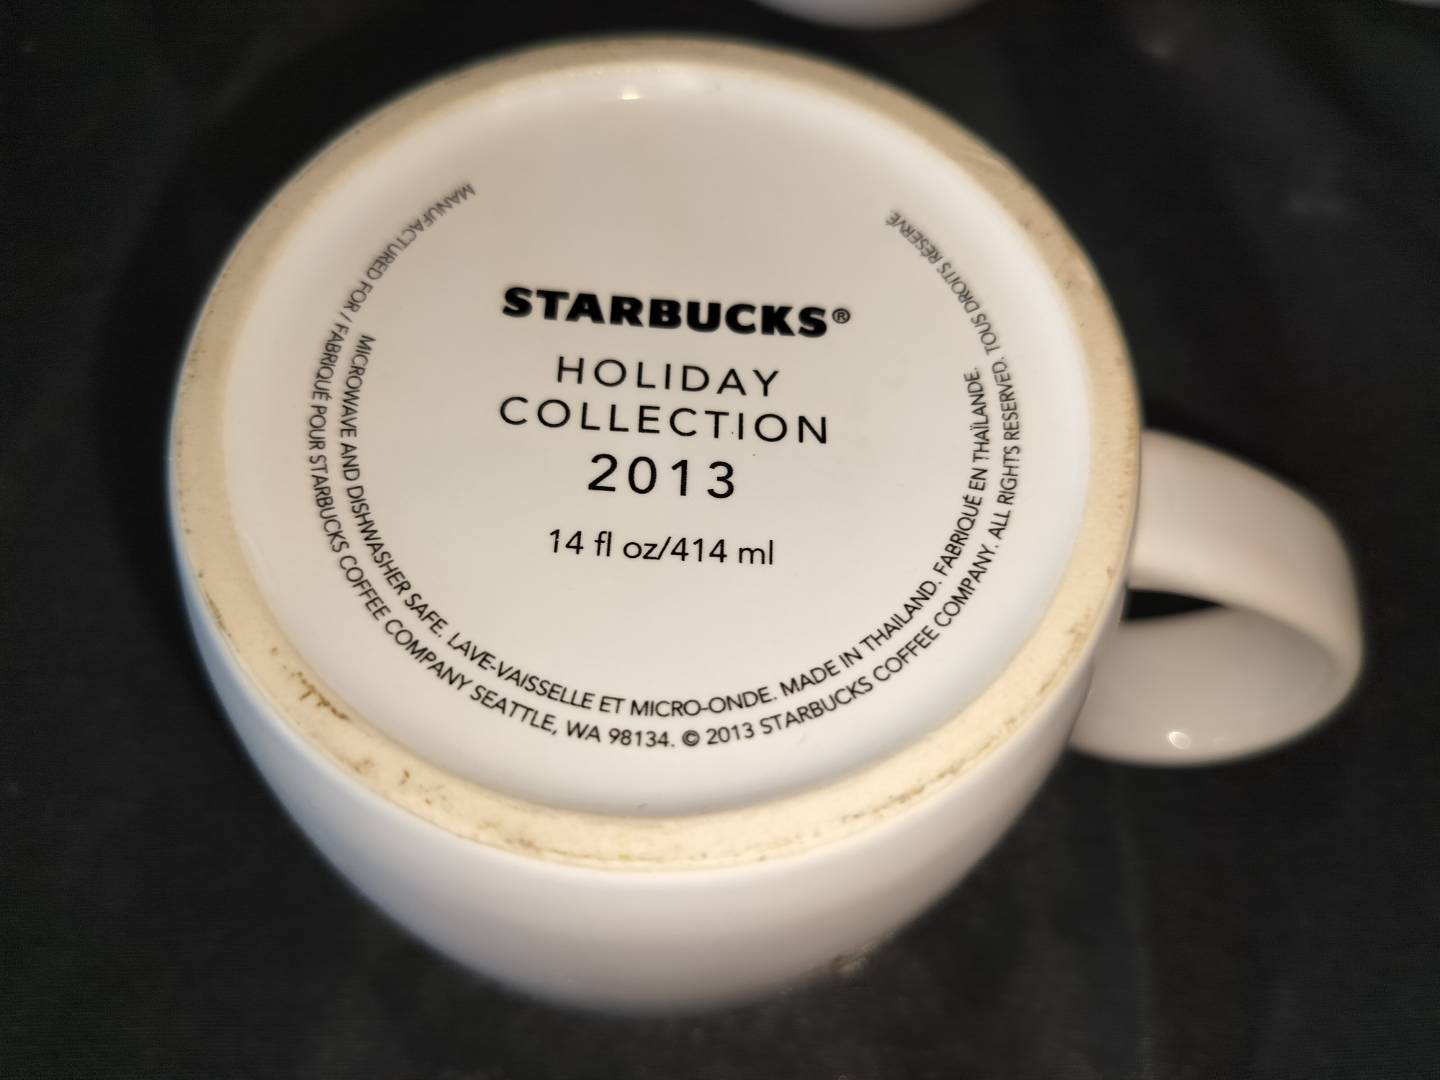 STARBUCKS®
HOLIDAY
COLLECTION
2013
14 fl oz/414 ml
MICROWAVE AND DISHWASHER SAFE. LAVE-VAISSELLE ET MICRO-ONDE. MADE IN THAILAND. FABRIQUÉ EN THAÏLANDE.
MANUFACTURED FOR / FABRIQUÉ POUR STARBUCKS COFFEE COMPANY SEATTLE, WA 98134. © 2013 STARBUCKS COFFEE COMPANY. ALL RIGHTS RESERVED. TOUS DROITS RÉSERVÉ.